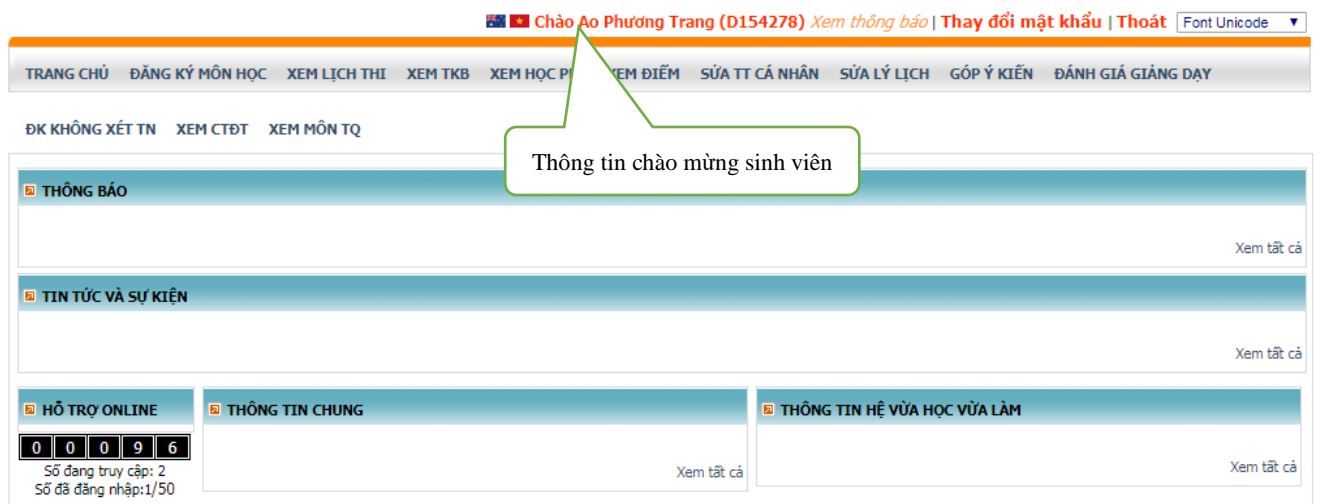 Chào Ao Phương Trang (D154278) Xem thông báo | Thay đổi mật khẩu | Thoát Font Unicode
TRANG CHỦ ĐĂNG KÝ MÔN HỌC XEM LỊCH THI XEM TKB XEM HỌC XEM ĐIỂM SỬA TT CÁ NHÂN SỬA LÝ LỊCH GÓP Ý KIẾN ĐÁNH GIÁ GIẢNG DẠY
ĐK KHÔNG XÉT TN XEM CTĐT XEM MÔN TQ
Thông tin chào mừng sinh viên
THÔNG BÁO
Xem tất cả
TIN TỨC VÀ SỰ KIỆN
Xem tất cả
HỖ TRỢ ONLINE
0 0 0 9 6
Số đang truy cập: 2
Số đã đăng nhập:1/50
THÔNG TIN CHUNG
Xem tất cả
THÔNG TIN HỆ VỪA HỌC VỪA LÀM
Xem tất cả